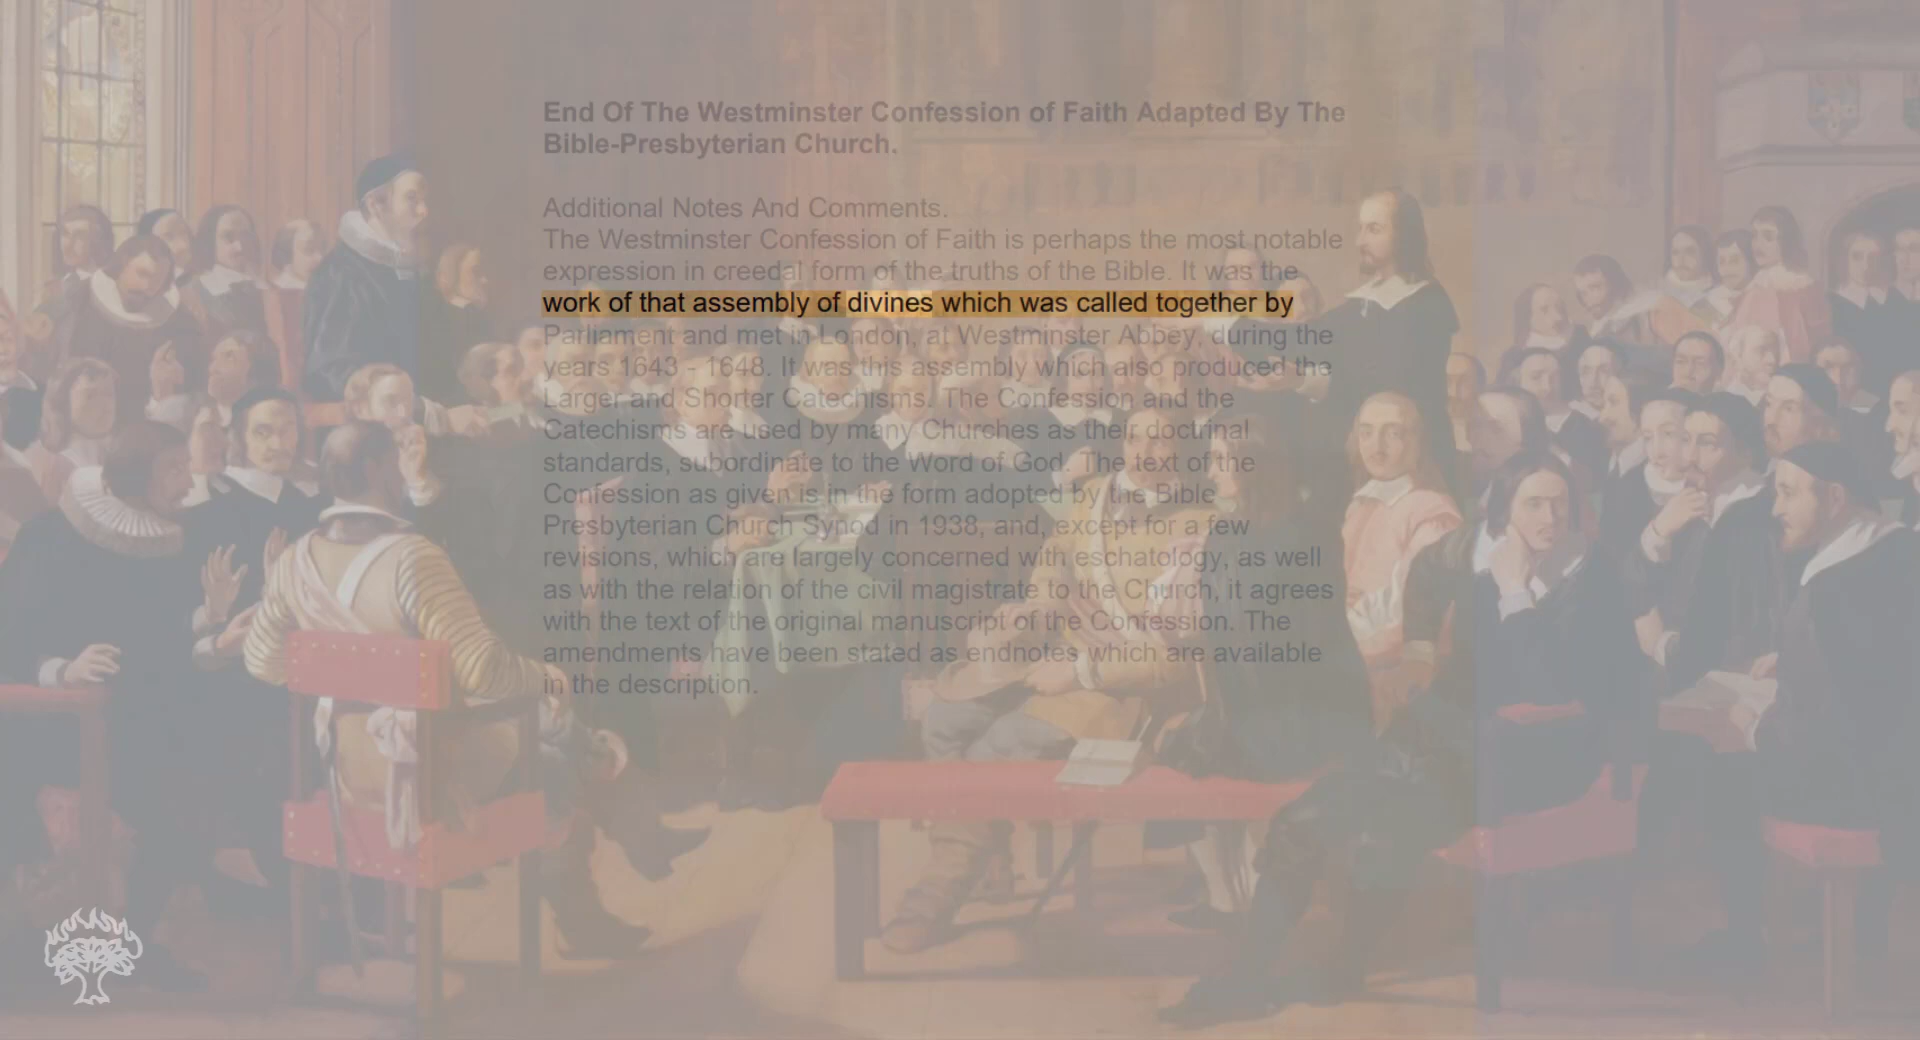 End Of The Westminster Confession of Faith Adapted By The
Bible-Presbyterian Church.
Additional Notes And Comments.
The Westminster Confession of Faith is perhaps the most notable
expression in creedal form of the truths of the Bible. It was the
work of that assembly of divines which was called together by
Parliament and met in London, at Westminster Abbey, during the
years 1643 - 1648. It was this assembly which also produced the
Larger and Shorter Catechisms. The Confession and the
Catechisms are used by many Churches as their doctrinal
standards, subordinate to the Word of God. The text of the
Confession as given is in the form adopted by the Bible
Presbyterian Church Synod in 1938, and, except for a few
revisions, which are largely concerned with eschatology, as well
as with the relation of the civil magistrate to the Church, it agrees
with the text of the original manuscript of the Confession. The
amendments have been stated as endnotes which are available
in the description.